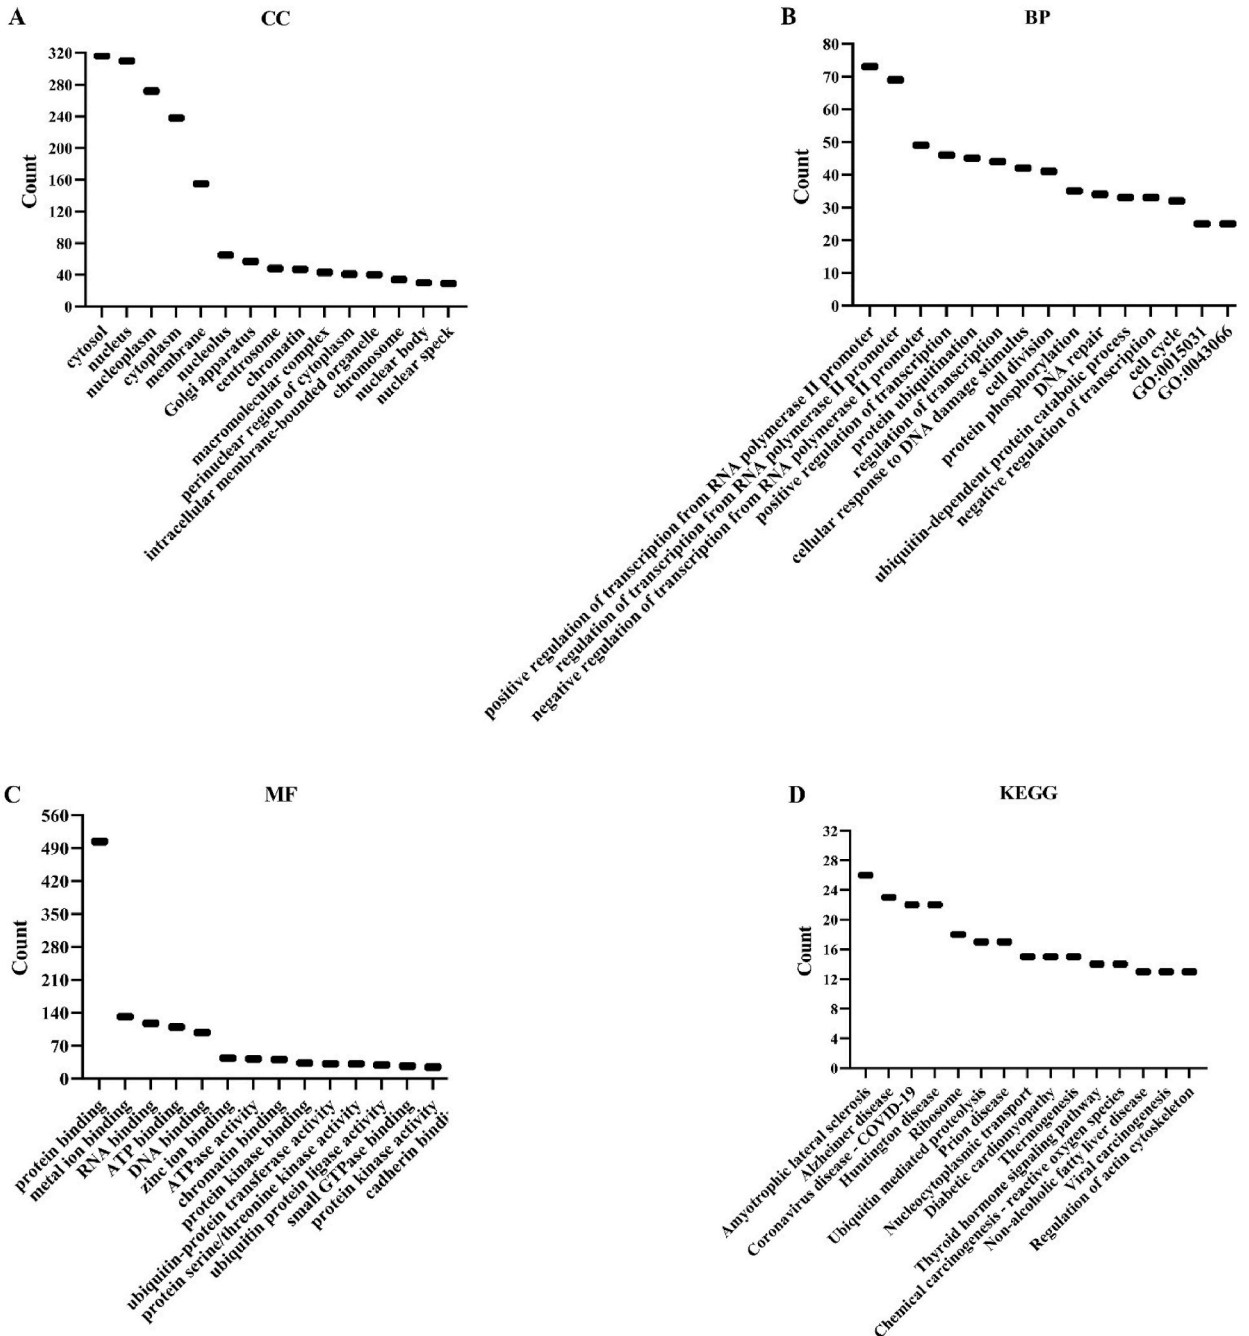 A
CC
Count
320
280
240
200
160
120
80
40
0
cytosol
nucleus
nucleoplasm
cytoplasm
membrane
nucleolus
Golgi apparatus
centrosome
chromatin
macromolecular complex
perinuclear region of cytoplasm
intracellular membrane-bounded organelle
chromosome
nuclear body
nuclear speck
B
BP
Count
80
70
60
50
40
30
20
10
0
positive regulation of transcription from RNA polymerase II promoter
regulation of transcription from RNA polymerase II promoter
negative regulation of transcription from RNA polymerase II promoter
positive regulation of transcription
protein ubiquitination
regulation of transcription
cellular response to DNA damage stimulus
cell division
protein phosphorylation
DNA repair
ubiquitin-dependent protein catabolic process
negative regulation of transcription
cell cycle
GO:0015031
GO:0043066
C
MF
Count
560
490
420
350
280
210
140
70
0
protein binding
metal ion binding
RNA binding
ATP binding
DNA binding
zinc ion binding
ATPase activity
chromatin binding
protein kinase binding
ubiquitin-protein transferase activity
protein serine/threonine kinase activity
ubiquitin protein ligase activity
small GTPase binding
protein kinase activity
cadherin bindi
D
KEGG
Count
32
28
24
20
16
12
8
4
0
Amyotrophic lateral sclerosis
Alzheimer disease
Coronavirus disease - COVID-19
Huntington disease
Ribosome
Ubiquitin mediated proteolysis
Prion disease
Nucleocytoplasmic transport
Diabetic cardiomyopathy
Thermogenesis
Thyroid hormone signaling pathway
Chemical carcinogenesis - reactive oxygen species
Non-alcoholic fatty liver disease
Viral carcinogenesis
Regulation of actin cytoskeleton